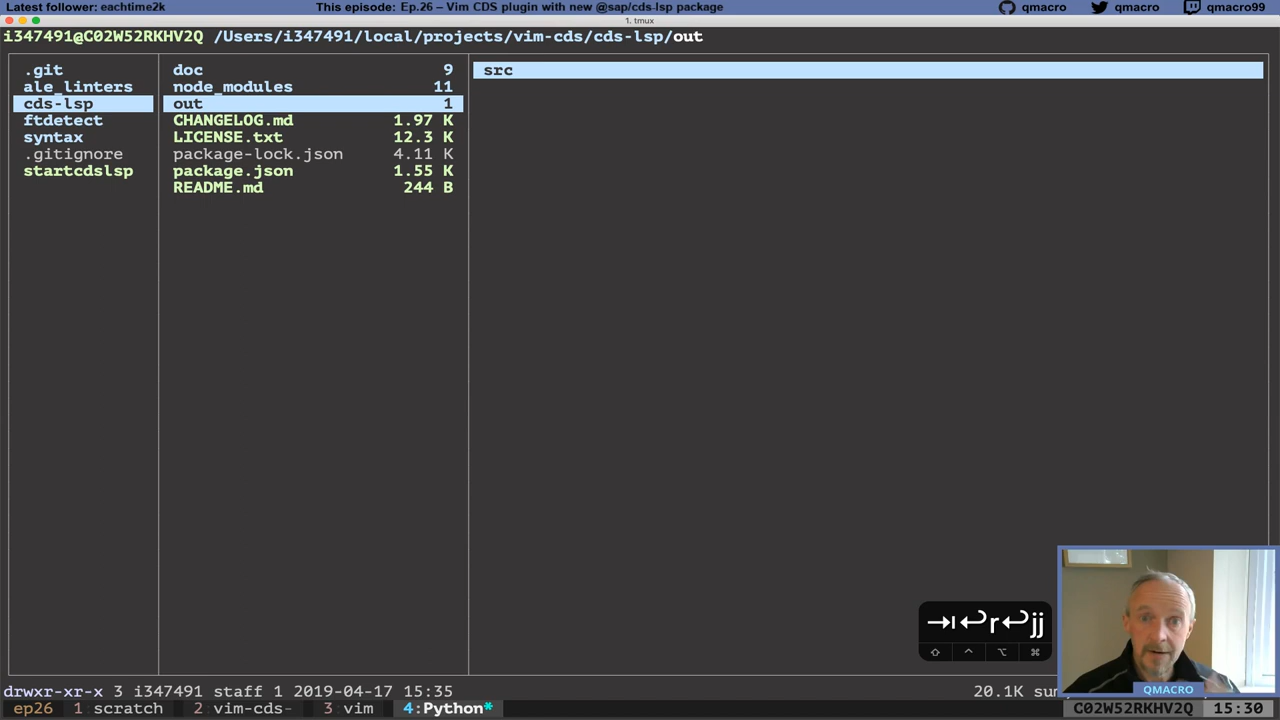 Latest follower: eachtime2k This episode: Ep.26 – Vim CDS plugin with new @sap/cds-lsp package qmacro qmacro qmacro99
1. tmux
i347491@C02W52RKHV2Q /Users/i347491/local/projects/vim-cds/cds-lsp/out
.git doc 9 src
ale_linters node_modules 11
cds-lsp out 1
ftdetect CHANGELOG.md 1.97 K
syntax LICENSE.txt 12.3 K
.gitignore package-lock.json 4.11 K
startcdslsp package.json 1.55 K
README.md 244 B
→I↩r↩jj
⇧ ^ ⌥ ⌘
QMACRO
drwxr-xr-x 3 i347491 staff 1 2019-04-17 15:35 20.1K
ep26 1 scratch 2 vim-cds- 3 vim 4:Python* C02W52RKHV2Q 15:30